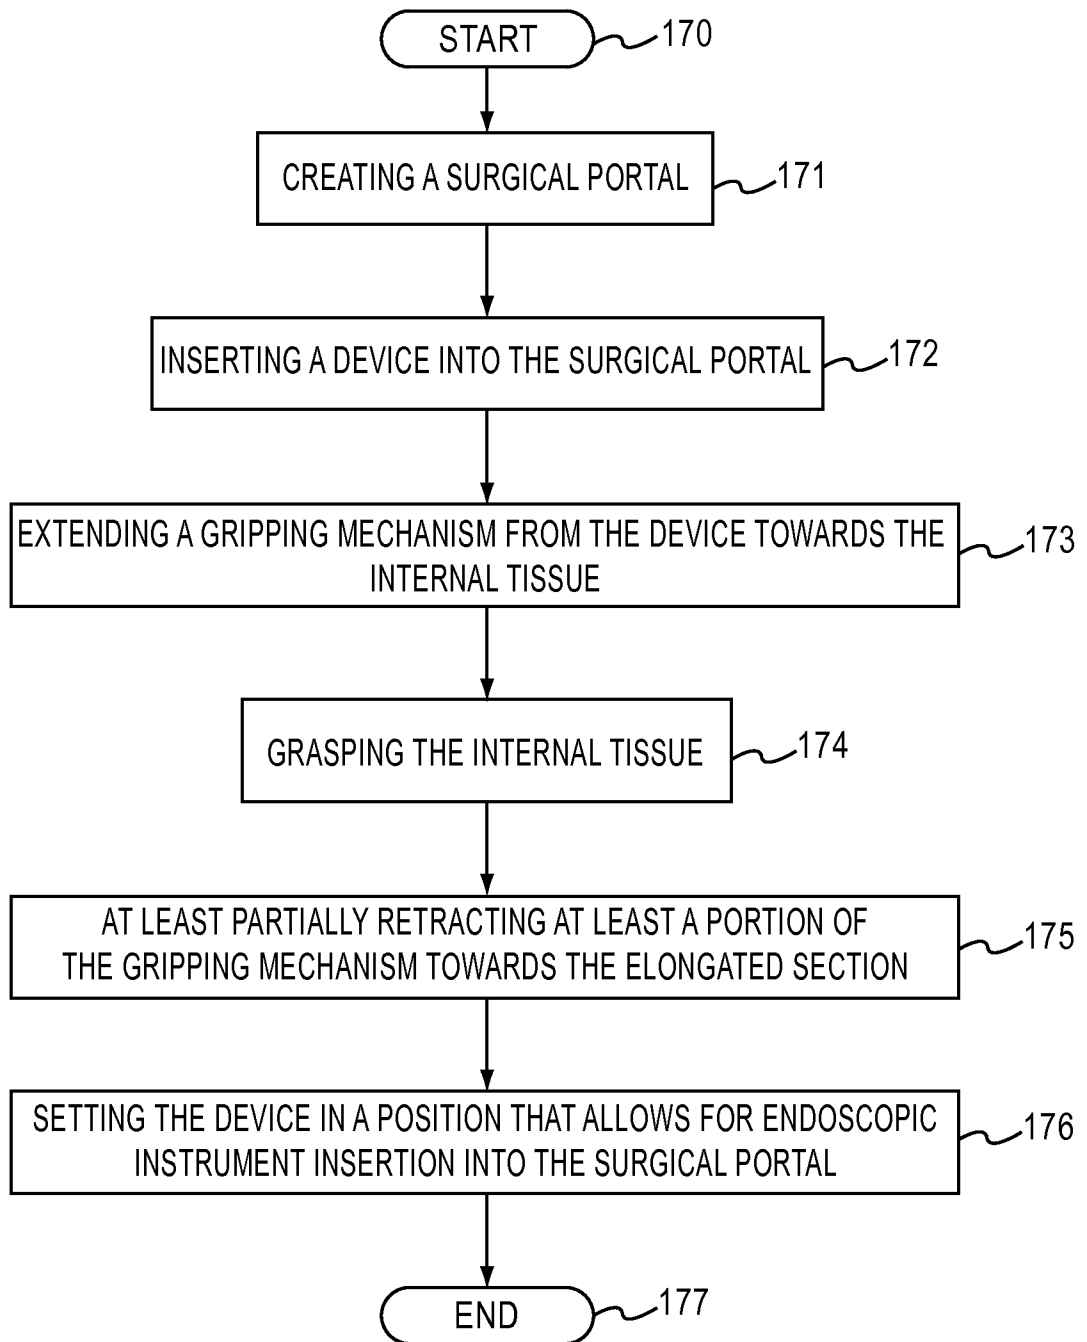 START
170
CREATING A SURGICAL PORTAL
171
INSERTING A DEVICE INTO THE SURGICAL PORTAL
172
EXTENDING A GRIPPING MECHANISM FROM THE DEVICE TOWARDS THE
INTERNAL TISSUE
173
GRASPING THE INTERNAL TISSUE
174
AT LEAST PARTIALLY RETRACTING AT LEAST A PORTION OF
THE GRIPPING MECHANISM TOWARDS THE ELONGATED SECTION
175
SETTING THE DEVICE IN A POSITION THAT ALLOWS FOR ENDOSCOPIC
INSTRUMENT INSERTION INTO THE SURGICAL PORTAL
176
END
177